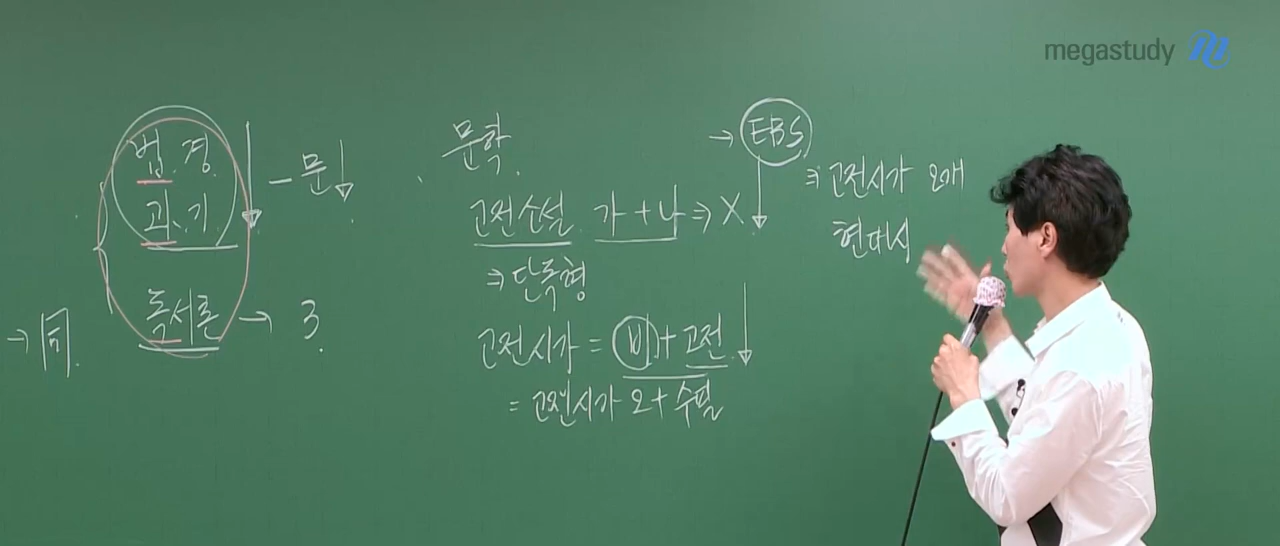 megastudy
법.경
과.기
– 문↓
독서론 → 3.
→ 同.
문학.
고전소설 가+나 ⇒ X
⇒ 단독형
고전시가 = 비+고전
= 고전시가 2+수필
→ EBS
⇒ 고전시가 2개
현대시